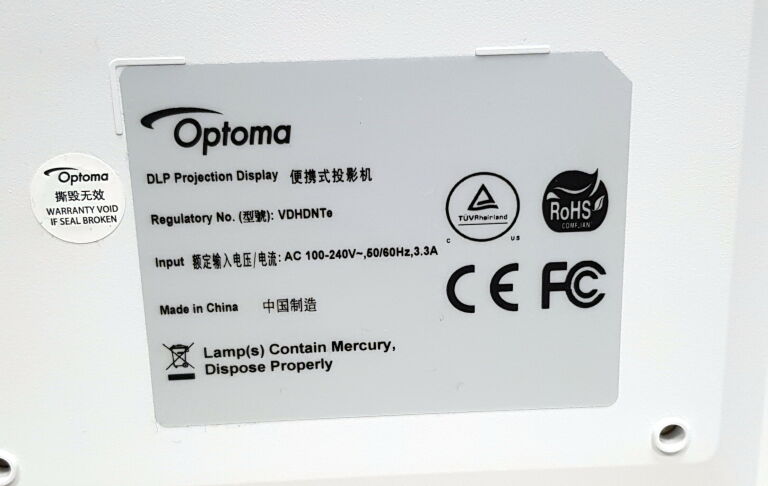 Optoma
DLP Projection Display 便携式投影机
Regulatory No. (型號): VDHDNTe
Input 额定输入电压/电流: AC 100-240V~,50/60Hz,3.3A
Made in China 中国制造
Lamp(s) Contain Mercury,
Dispose Properly
TÜVRheinland
C US
RoHS
COMPLIANT
CE FC
Optoma
撕毁无效
WARRANTY VOID
IF SEAL BROKEN